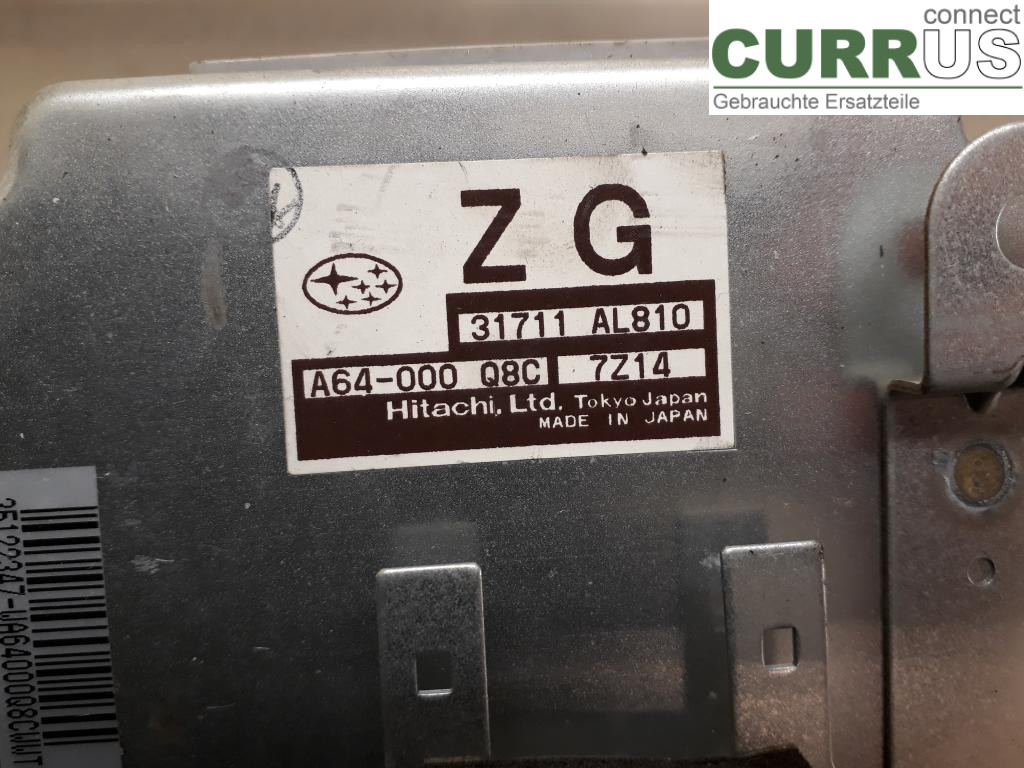 connect
CURRUS
Gebrauchte Ersatzteile
Z G
31711 AL810
A64-000 Q8C 7Z14
Hitachi, Ltd. Tokyo Japan
MADE IN JAPAN